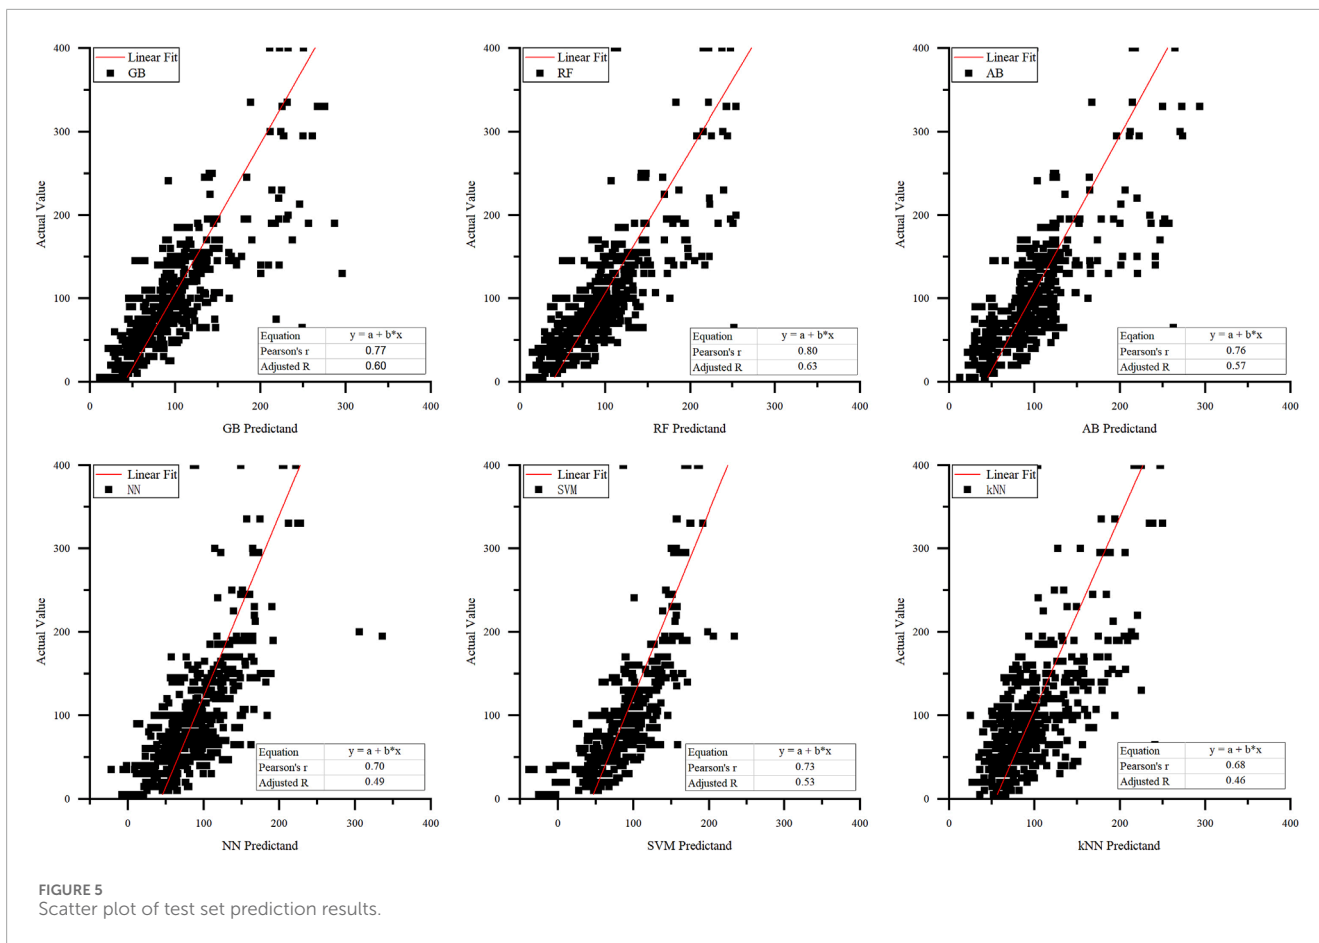 400
300
200
100
0
Actual Value
Linear Fit
GB
Equation y = a + b*x
Pearson's r 0.77
Adjusted R 0.60
0 100 200 300 400
GB Predictand
400
300
200
100
0
Actual Value
Linear Fit
RF
Equation y = a + b*x
Pearson's r 0.80
Adjusted R 0.63
0 100 200 300 400
RF Predictand
400
300
200
100
0
Actual Value
Linear Fit
AB
Equation y = a + b*x
Pearson's r 0.76
Adjusted R 0.57
0 100 200 300 400
AB Predictand
400
300
200
100
0
Actual Value
Linear Fit
NN
Equation y = a + b*x
Pearson's r 0.70
Adjusted R 0.49
0 100 200 300 400
NN Predictand
400
300
200
100
0
Actual Value
Linear Fit
SVM
Equation y = a + b*x
Pearson's r 0.73
Adjusted R 0.53
0 100 200 300 400
SVM Predictand
400
300
200
100
0
Actual Value
Linear Fit
kNN
Equation y = a + b*x
Pearson's r 0.68
Adjusted R 0.46
0 100 200 300 400
kNN Predictand
FIGURE 5
Scatter plot of test set prediction results.